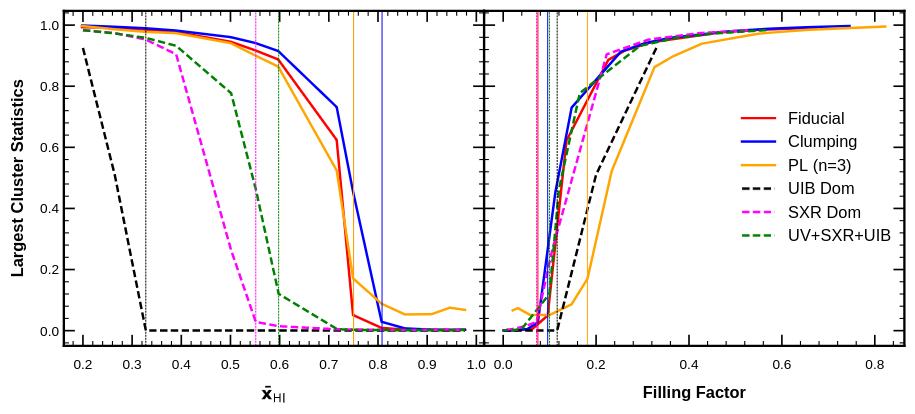 Largest Cluster Statistics
1.0
0.8
0.6
0.4
0.2
0.0
0.2 0.3 0.4 0.5 0.6 0.7 0.8 0.9 1.0
x̄HI
0.0 0.2 0.4 0.6 0.8
Filling Factor
Fiducial
Clumping
PL (n=3)
UIB Dom
SXR Dom
UV+SXR+UIB